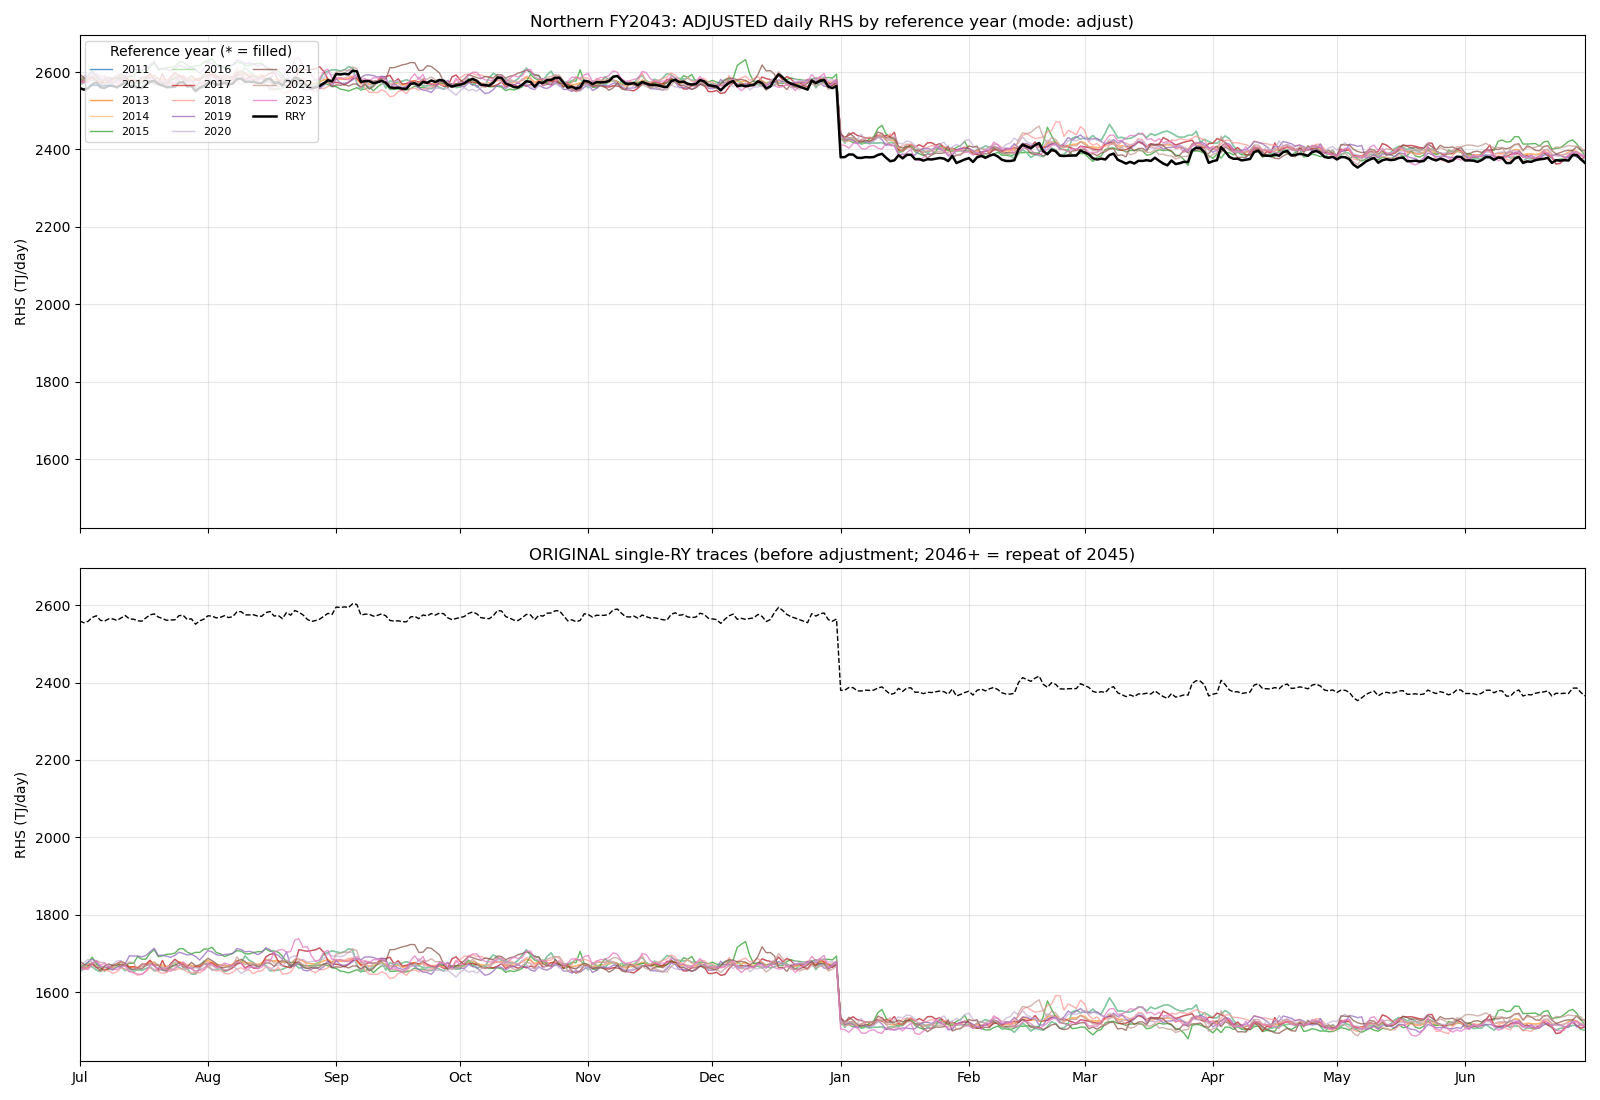 Northern FY2043: ADJUSTED daily RHS by reference year (mode: adjust)
Reference year (* = filled)
2011 2016 2021
2012 2017 2022
2013 2018 2023
2014 2019 RRY
2015 2020
RHS (TJ/day)
2600
2400
2200
2000
1800
1600
ORIGINAL single-RY traces (before adjustment; 2046+ = repeat of 2045)
RHS (TJ/day)
2600
2400
2200
2000
1800
1600
Jul Aug Sep Oct Nov Dec Jan Feb Mar Apr May Jun